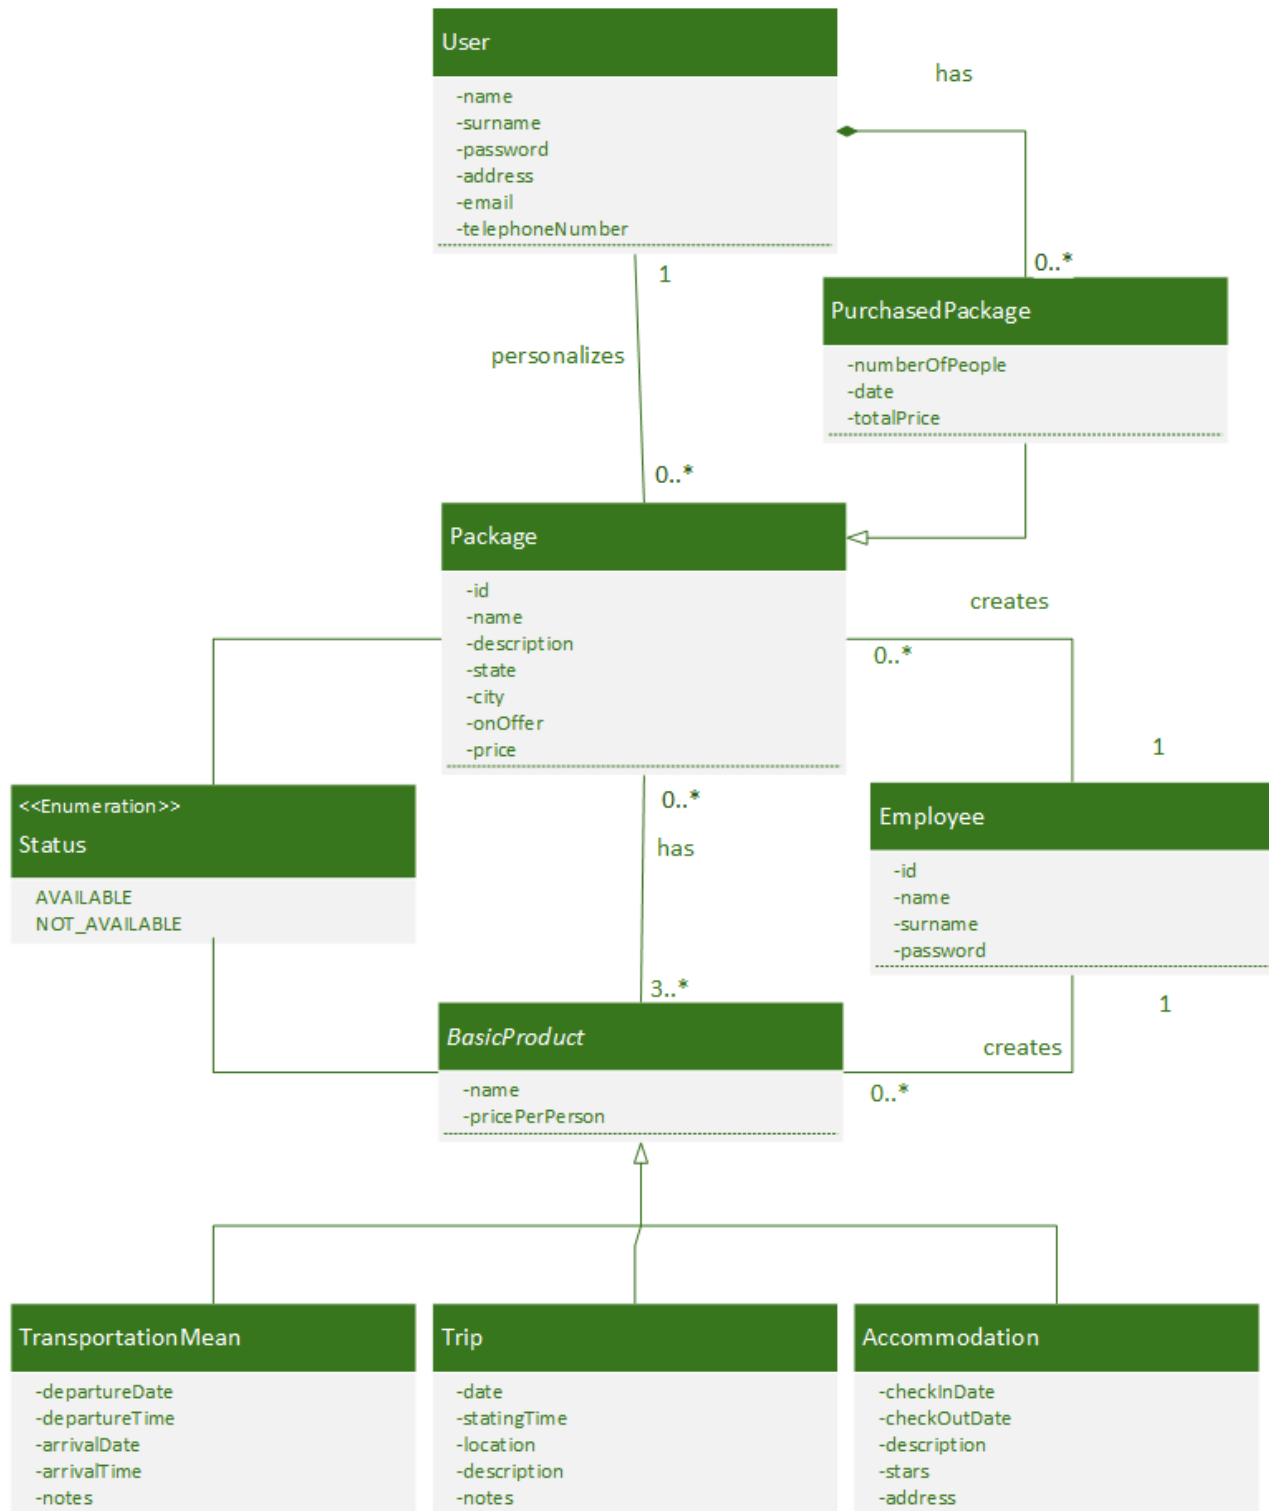 User
-name
-surname
-password
-address
-email
-telephoneNumber
has
1
0..*
PurchasedPackage
-numberOfPeople
-date
-totalPrice
personalizes
0..*
Package
-id
-name
-description
-state
-city
-onOffer
-price
creates
0..*
1
<<Enumeration>>
Status
AVAILABLE
NOT_AVAILABLE
0..*
has
3..*
Employee
-id
-name
-surname
-password
1
creates
0..*
BasicProduct
-name
-pricePerPerson
TransportationMean
-departureDate
-departureTime
-arrivalDate
-arrivalTime
-notes
Trip
-date
-statingTime
-location
-description
-notes
Accommodation
-checkInDate
-checkOutDate
-description
-stars
-address